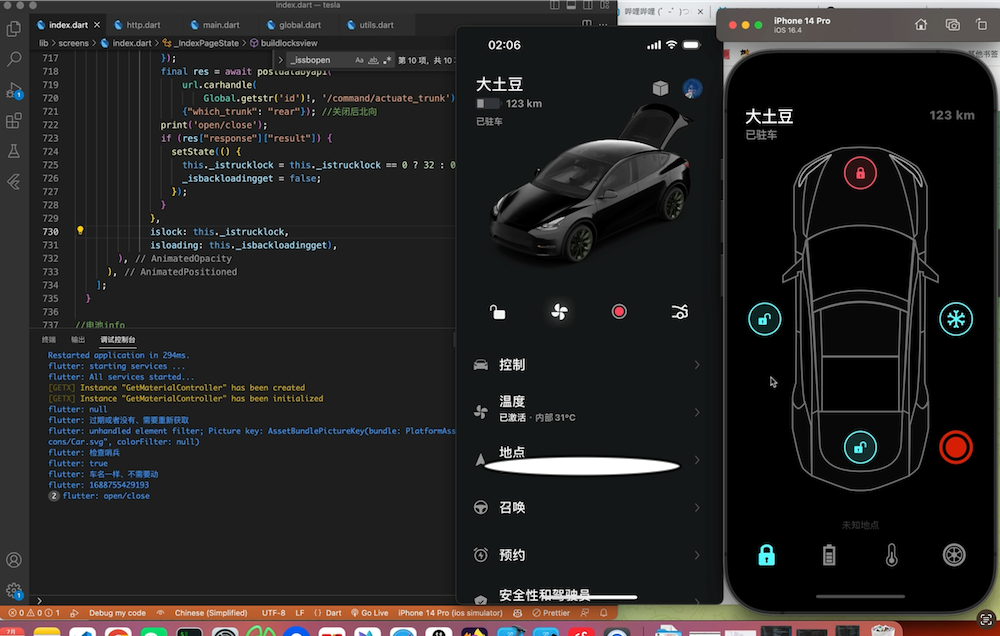 index.dart — tesla
index.dart
http.dart
main.dart
global.dart
utils.dart
lib > screens > index.dart > _IndexPageState > buildlocksview
_issbopen
Aa
ab
第 10 项，共 10
717 });
718 final res = await postdatabyapi(
719 url.carhandle(
720 Global.getstr('id')!, '/command/actuate_trunk')
721 {"which_trunk": "rear"}); //关闭后北向
722 print('open/close');
723 if (res["response"]["result"]) {
724 setState(() {
725 this._istrucklock = this._istrucklock == 0 ? 32 : 0
726 _isbackloadingget = false;
727 });
728 }
729 },
730 islock: this._istrucklock,
731 isloading: this._isbackloadingget),
732 ), // AnimatedOpacity
733 ), // AnimatedPositioned
734 ];
735 }
736
737 //电池info
终端 输出 调试控制台
Restarted application in 294ms.
flutter: starting services ...
flutter: All services started...
[GETX] Instance "GetMaterialController" has been created
[GETX] Instance "GetMaterialController" has been initialized
flutter: null
flutter: 过期或者没有、需要重新获取
flutter: unhandled element filter; Picture key: AssetBundlePictureKey(bundle: PlatformAss
cons/Car.svg", colorFilter: null)
flutter: 检查哨兵
flutter: true
flutter: 车名一样、不需要动
flutter: 1688755429193
2 flutter: open/close
0 0 1 Debug my code Chinese (Simplified) UTF-8 LF {} Dart Go Live iPhone 14 Pro (ios simulator) Prettier
02:06
大土豆
123 km
已驻车
控制
温度
已激活 · 内部 31°C
地点
召唤
预约
安全性和驾驶员
iPhone 14 Pro
iOS 16.4
其他书签
大土豆
123 km
已驻车
未知地点